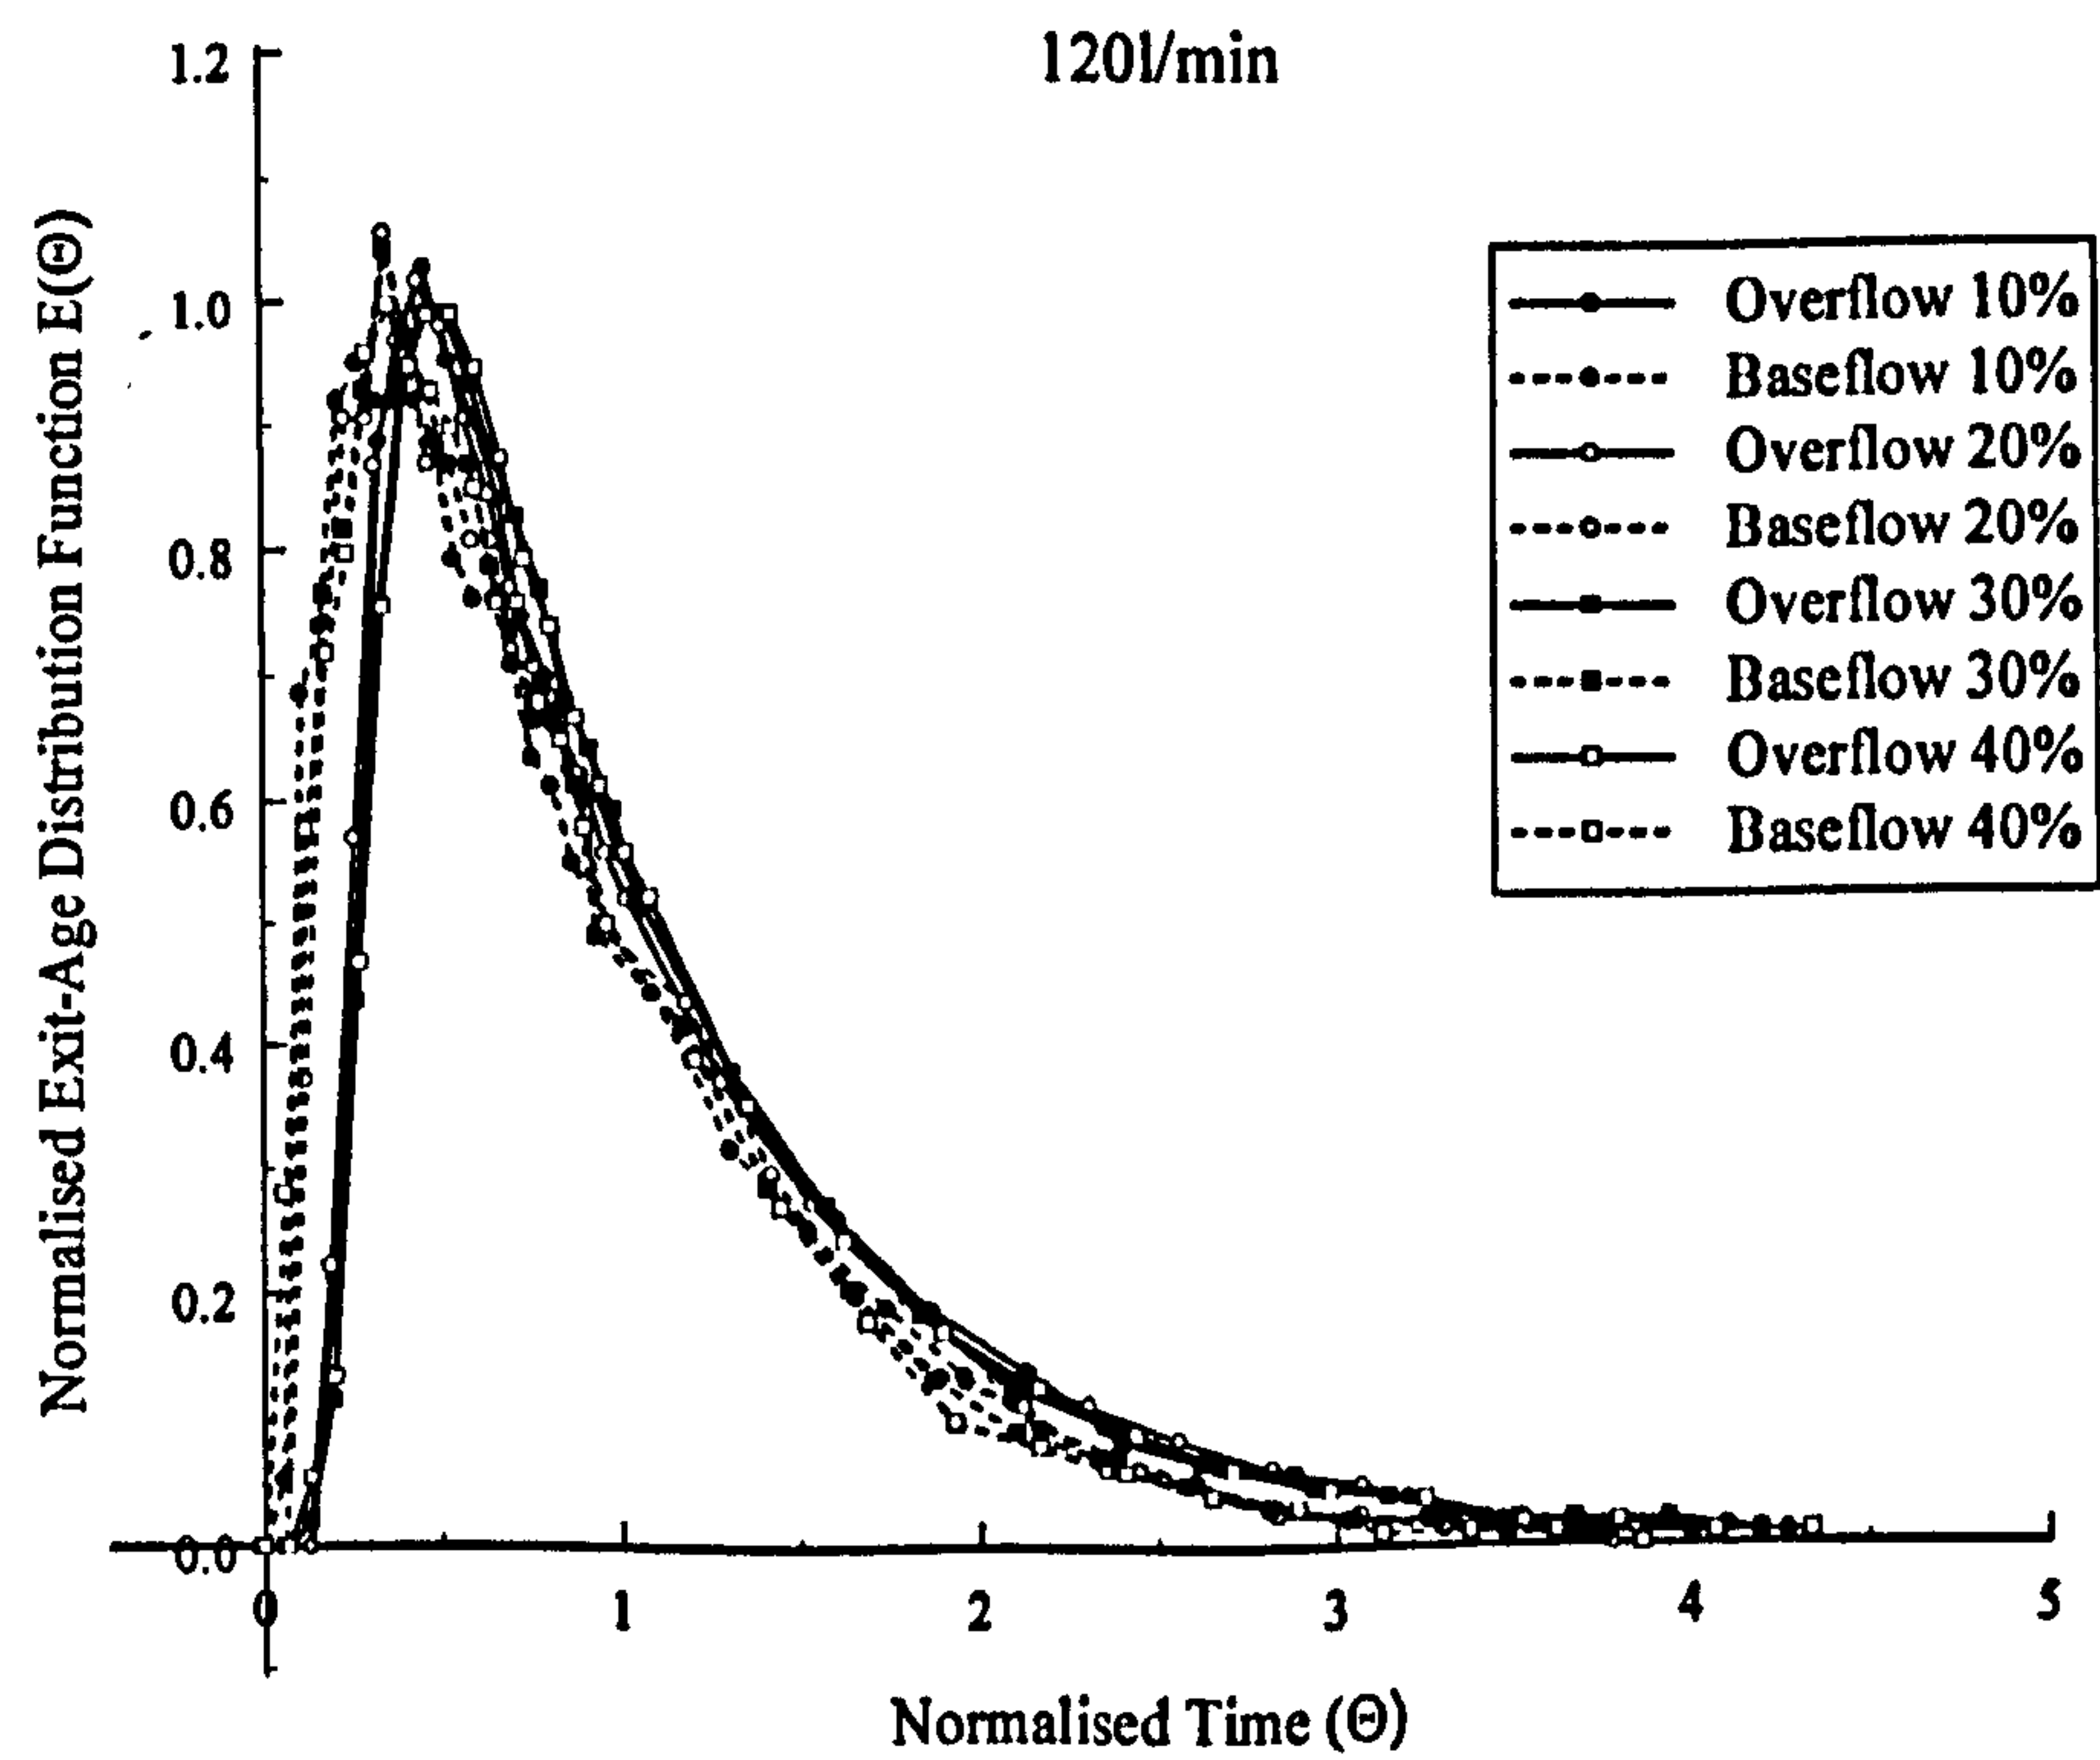 120l/min
1.2
1.0
0.8
0.6
0.4
0.2
0.0
Normalised Exit-Age Distribution Function E(Θ)
Overflow 10%
Baseflow 10%
Overflow 20%
Baseflow 20%
Overflow 30%
Baseflow 30%
Overflow 40%
Baseflow 40%
0 1 2 3 4 5
Normalised Time (Θ)